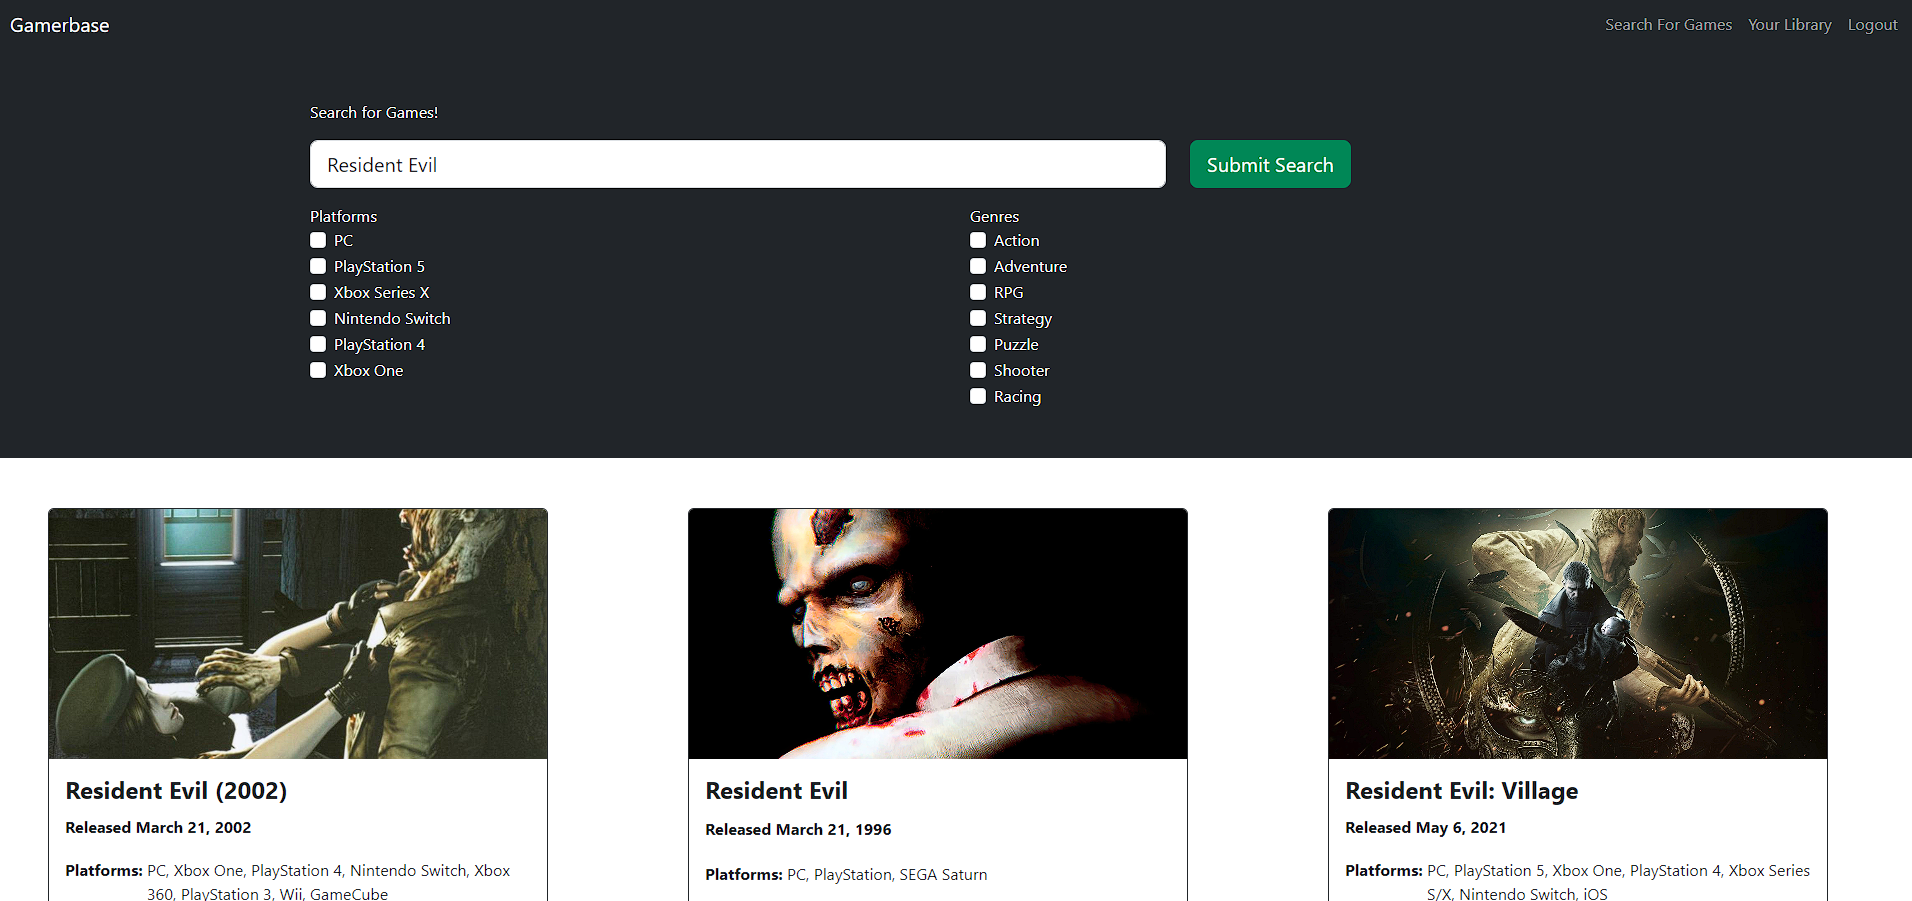 Gamerbase
Search For Games Your Library Logout
Search for Games!
Resident Evil
Submit Search
Platforms
PC
PlayStation 5
Xbox Series X
Nintendo Switch
PlayStation 4
Xbox One
Genres
Action
Adventure
RPG
Strategy
Puzzle
Shooter
Racing
Resident Evil (2002)
Released March 21, 2002
Platforms: PC, Xbox One, PlayStation 4, Nintendo Switch, Xbox
360, PlayStation 3, Wii, GameCube
Resident Evil
Released March 21, 1996
Platforms: PC, PlayStation, SEGA Saturn
Resident Evil: Village
Released May 6, 2021
Platforms: PC, PlayStation 5, Xbox One, PlayStation 4, Xbox Series
S/X, Nintendo Switch, iOS